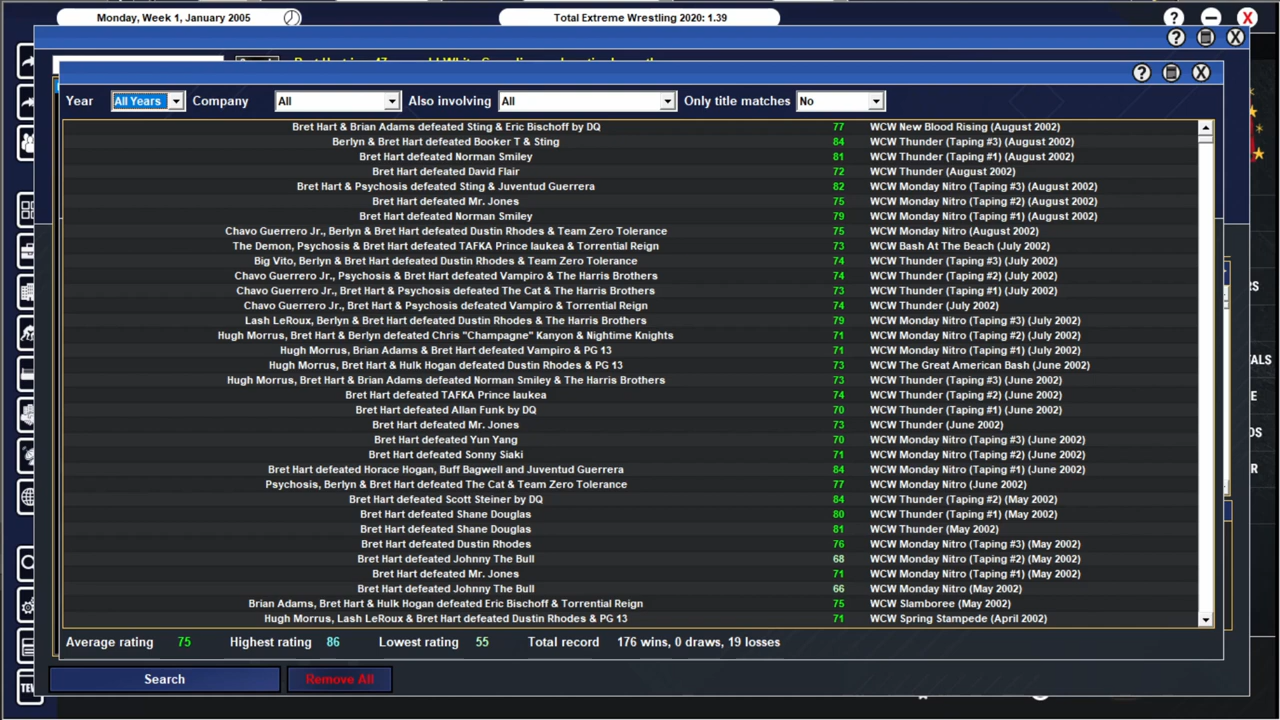 Monday, Week 1, January 2005
Total Extreme Wrestling 2020: 1.39
Year All Years Company All Also involving All Only title matches No
Bret Hart & Brian Adams defeated Sting & Eric Bischoff by DQ 77 WCW New Blood Rising (August 2002)
Berlyn & Bret Hart defeated Booker T & Sting 84 WCW Thunder (Taping #3) (August 2002)
Bret Hart defeated Norman Smiley 81 WCW Thunder (Taping #1) (August 2002)
Bret Hart defeated David Flair 72 WCW Thunder (August 2002)
Bret Hart & Psychosis defeated Sting & Juventud Guerrera 82 WCW Monday Nitro (Taping #3) (August 2002)
Bret Hart defeated Mr. Jones 75 WCW Monday Nitro (Taping #2) (August 2002)
Bret Hart defeated Norman Smiley 79 WCW Monday Nitro (Taping #1) (August 2002)
Chavo Guerrero Jr., Berlyn & Bret Hart defeated Dustin Rhodes & Team Zero Tolerance 75 WCW Monday Nitro (August 2002)
The Demon, Psychosis & Bret Hart defeated TAFKA Prince Iaukea & Torrential Reign 73 WCW Bash At The Beach (July 2002)
Big Vito, Berlyn & Bret Hart defeated Dustin Rhodes & Team Zero Tolerance 74 WCW Thunder (Taping #3) (July 2002)
Chavo Guerrero Jr., Psychosis & Bret Hart defeated Vampiro & The Harris Brothers 74 WCW Thunder (Taping #2) (July 2002)
Chavo Guerrero Jr., Bret Hart & Psychosis defeated The Cat & The Harris Brothers 73 WCW Thunder (Taping #1) (July 2002)
Chavo Guerrero Jr., Bret Hart & Psychosis defeated Vampiro & Torrential Reign 74 WCW Thunder (July 2002)
Lash LeRoux, Berlyn & Bret Hart defeated Dustin Rhodes & The Harris Brothers 79 WCW Monday Nitro (Taping #3) (July 2002)
Hugh Morrus, Bret Hart & Berlyn defeated Chris "Champagne" Kanyon & Nightime Knights 71 WCW Monday Nitro (Taping #2) (July 2002)
Hugh Morrus, Brian Adams & Bret Hart defeated Vampiro & PG 13 71 WCW Monday Nitro (Taping #1) (July 2002)
Hugh Morrus, Bret Hart & Hulk Hogan defeated Dustin Rhodes & PG 13 73 WCW The Great American Bash (June 2002)
Hugh Morrus, Bret Hart & Brian Adams defeated Norman Smiley & The Harris Brothers 73 WCW Thunder (Taping #3) (June 2002)
Bret Hart defeated TAFKA Prince Iaukea 74 WCW Thunder (Taping #2) (June 2002)
Bret Hart defeated Allan Funk by DQ 70 WCW Thunder (Taping #1) (June 2002)
Bret Hart defeated Mr. Jones 73 WCW Thunder (June 2002)
Bret Hart defeated Yun Yang 70 WCW Monday Nitro (Taping #3) (June 2002)
Bret Hart defeated Sonny Siaki 71 WCW Monday Nitro (Taping #2) (June 2002)
Bret Hart defeated Horace Hogan, Buff Bagwell and Juventud Guerrera 84 WCW Monday Nitro (Taping #1) (June 2002)
Psychosis, Berlyn & Bret Hart defeated The Cat & Team Zero Tolerance 77 WCW Monday Nitro (June 2002)
Bret Hart defeated Scott Steiner by DQ 84 WCW Thunder (Taping #2) (May 2002)
Bret Hart defeated Shane Douglas 80 WCW Thunder (Taping #1) (May 2002)
Bret Hart defeated Shane Douglas 81 WCW Thunder (May 2002)
Bret Hart defeated Dustin Rhodes 76 WCW Monday Nitro (Taping #3) (May 2002)
Bret Hart defeated Johnny The Bull 68 WCW Monday Nitro (Taping #2) (May 2002)
Bret Hart defeated Mr. Jones 71 WCW Monday Nitro (Taping #1) (May 2002)
Bret Hart defeated Johnny The Bull 66 WCW Monday Nitro (May 2002)
Brian Adams, Bret Hart & Hulk Hogan defeated Eric Bischoff & Torrential Reign 75 WCW Slamboree (May 2002)
Hugh Morrus, Lash LeRoux & Bret Hart defeated Dustin Rhodes & PG 13 71 WCW Spring Stampede (April 2002)
Average rating 75 Highest rating 86 Lowest rating 55 Total record 176 wins, 0 draws, 19 losses
Search Remove All